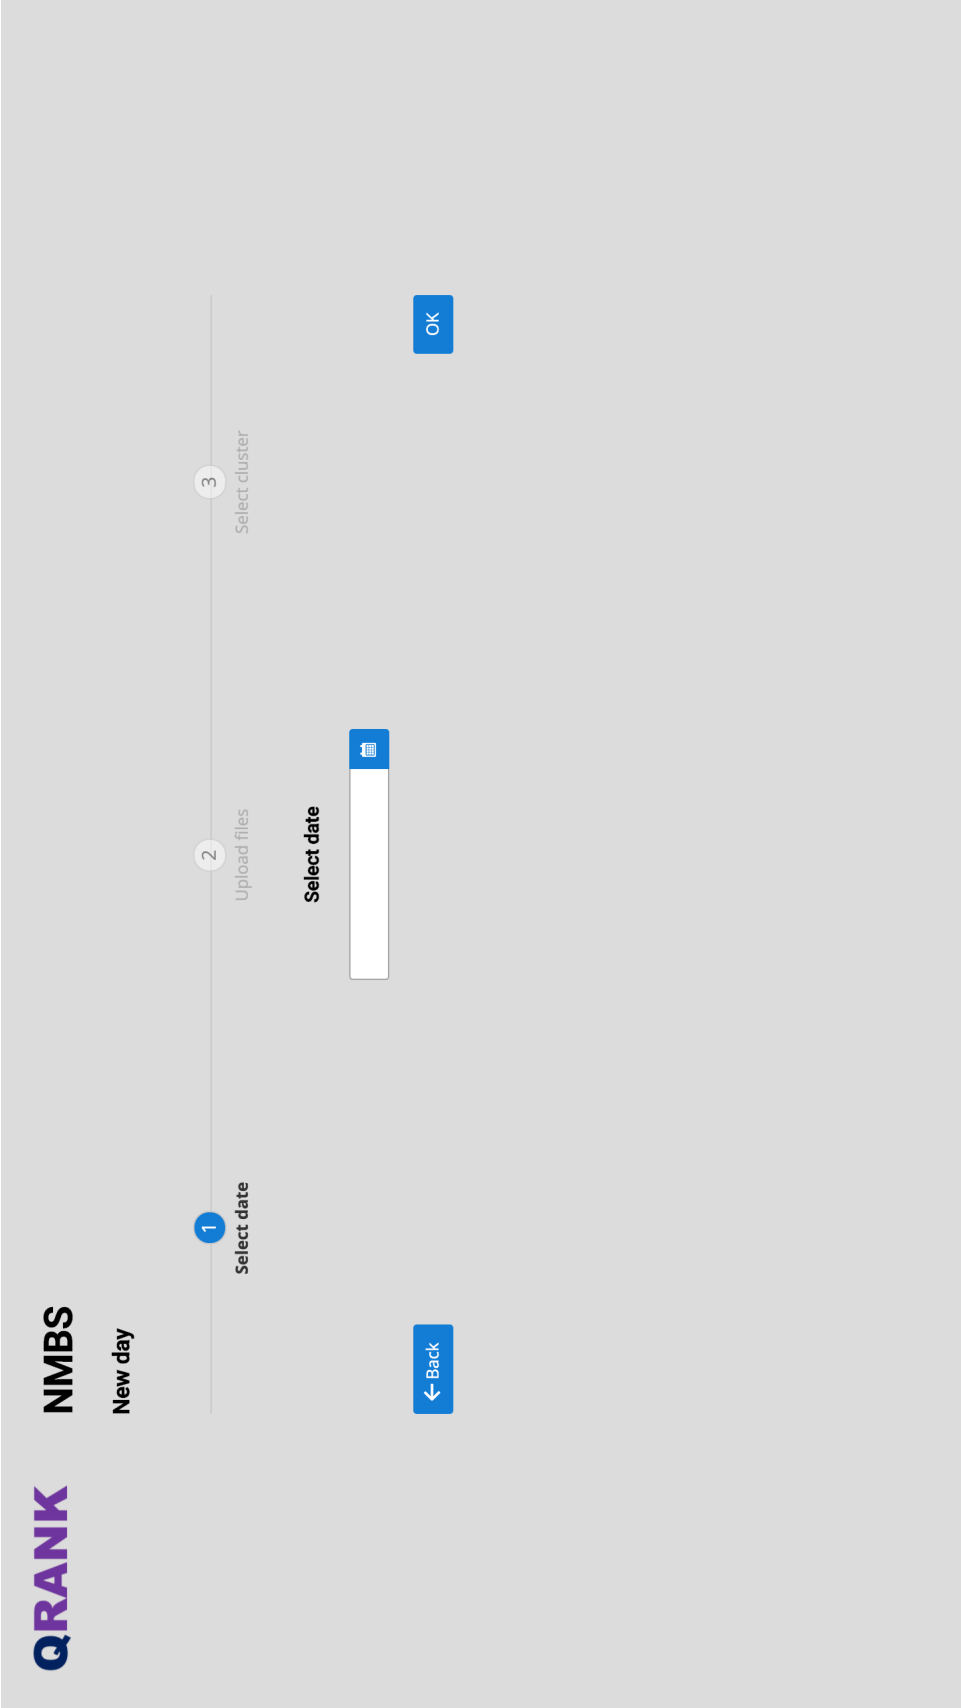 QRANK
NMBS
New day
1
2
3
Select date
Upload files
Select cluster
Select date
Back
OK